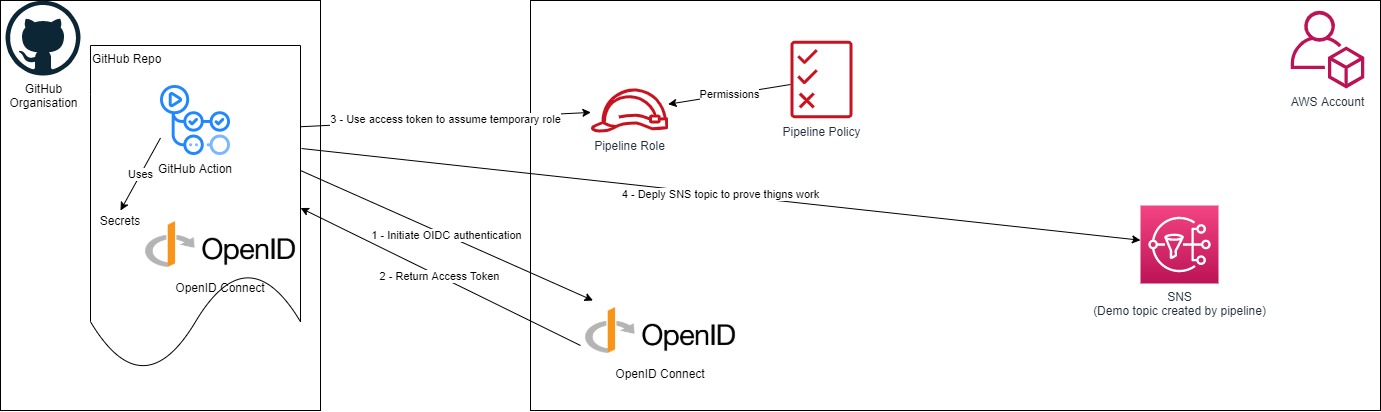 GitHub
Organisation
GitHub Repo
GitHub Action
Uses
Secrets
OpenID
OpenID Connect
3 - Use access token to assume temporary role
Pipeline Role
Permissions
Pipeline Policy
AWS Account
4 - Deply SNS topic to prove thigns work
1 - Initiate OIDC authentication
2 - Return Access Token
OpenID
OpenID Connect
SNS
(Demo topic created by pipeline)